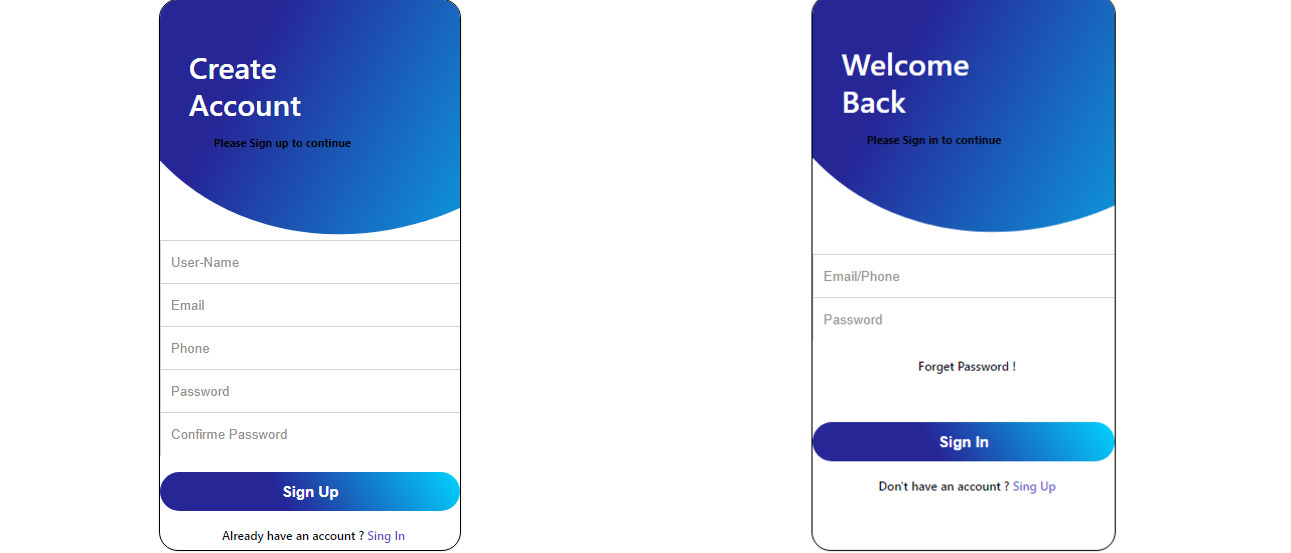 Create
Account
Please Sign up to continue
User-Name
Email
Phone
Password
Confirme Password
Sign Up
Already have an account ? Sing In
Welcome
Back
Please Sign in to continue
Email/Phone
Password
Forget Password !
Sign In
Don't have an account ? Sing Up